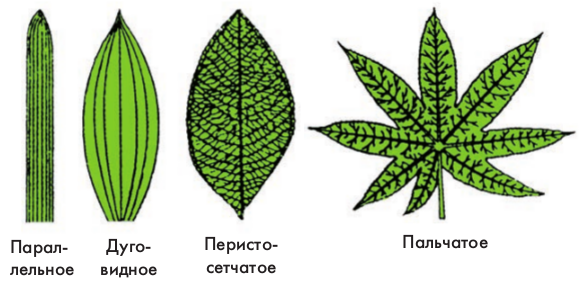 Парал-
лельное
Дуго-
видное
Перисто-
сетчатое
Пальчатое